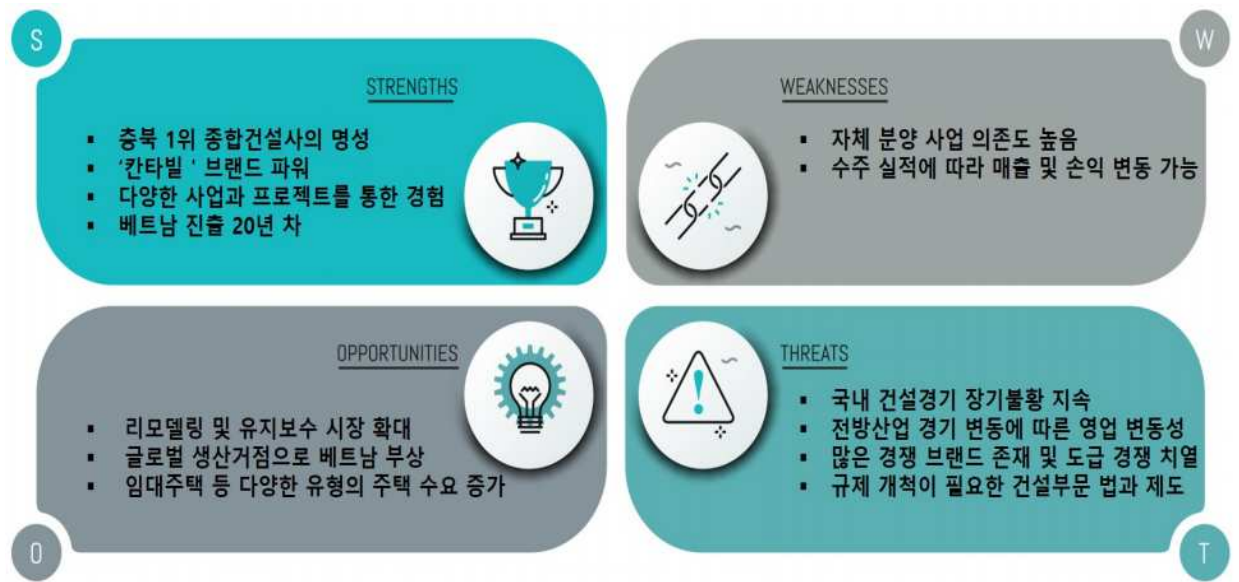 S
STRENGTHS
▪ 충북 1위 종합건설사의 명성
▪ ‘칸타빌 ’ 브랜드 파워
▪ 다양한 사업과 프로젝트를 통한 경험
▪ 베트남 진출 20년 차
W
WEAKNESSES
▪ 자체 분양 사업 의존도 높음
▪ 수주 실적에 따라 매출 및 손익 변동 가능
OPPORTUNITIES
▪ 리모델링 및 유지보수 시장 확대
▪ 글로벌 생산거점으로 베트남 부상
▪ 임대주택 등 다양한 유형의 주택 수요 증가
O
THREATS
▪ 국내 건설경기 장기불황 지속
▪ 전방산업 경기 변동에 따른 영업 변동성
▪ 많은 경쟁 브랜드 존재 및 도급 경쟁 치열
▪ 규제 개척이 필요한 건설부문 법과 제도
T